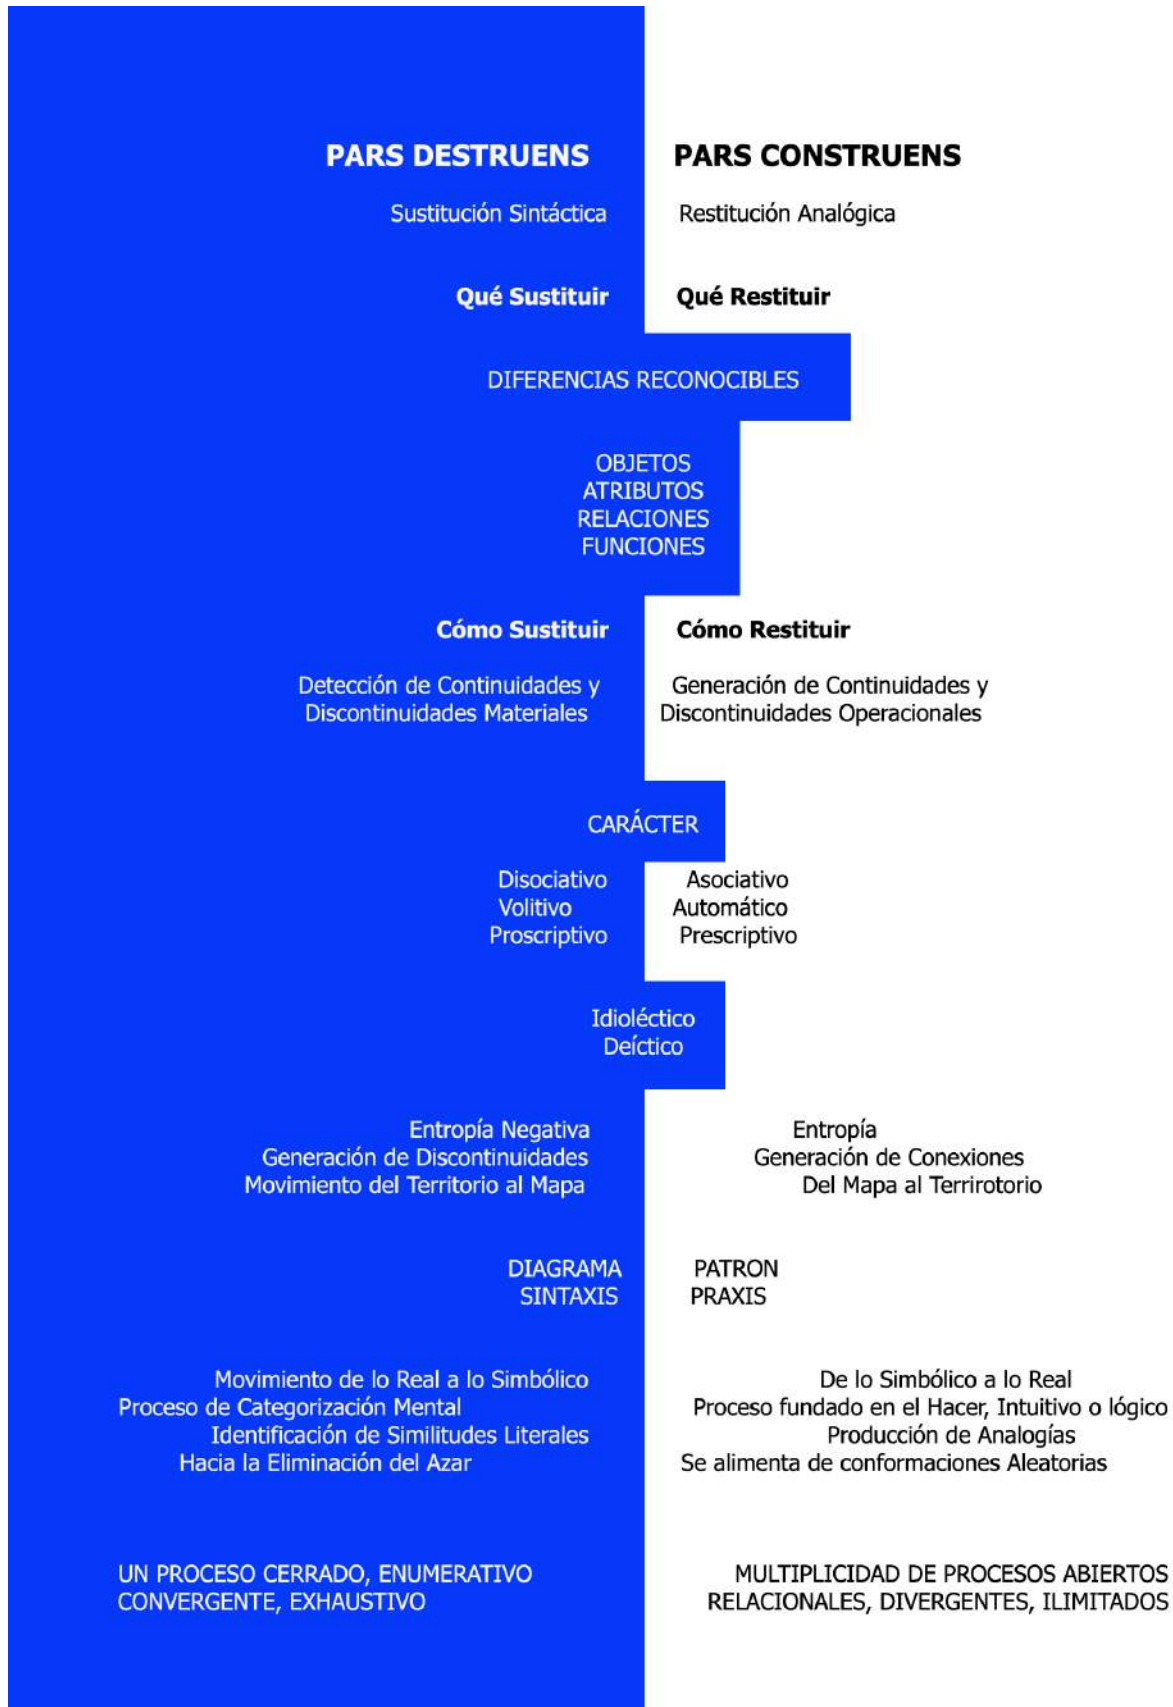 PARS DESTRUENS PARS CONSTRUENS
Sustitución Sintáctica Restitución Analógica
Qué Sustituir Qué Restituir
DIFERENCIAS RECONOCIBLES
OBJETOS
ATRIBUTOS
RELACIONES
FUNCIONES
Cómo Sustituir Cómo Restituir
Detección de Continuidades y Generación de Continuidades y
Discontinuidades Materiales Discontinuidades Operacionales
CARÁCTER
Disociativo Asociativo
Volitivo Automático
Proscriptivo Prescriptivo
Idioléctico
Deíctico
Entropía Negativa Entropía
Generación de Discontinuidades Generación de Conexiones
Movimiento del Territorio al Mapa Del Mapa al Terrirotorio
DIAGRAMA PATRON
SINTAXIS PRAXIS
Movimiento de lo Real a lo Simbólico De lo Simbólico a lo Real
Proceso de Categorización Mental Proceso fundado en el Hacer, Intuitivo o lógico
Identificación de Similitudes Literales Producción de Analogías
Hacia la Eliminación del Azar Se alimenta de conformaciones Aleatorias
UN PROCESO CERRADO, ENUMERATIVO MULTIPLICIDAD DE PROCESOS ABIERTOS
CONVERGENTE, EXHAUSTIVO RELACIONALES, DIVERGENTES, ILIMITADOS